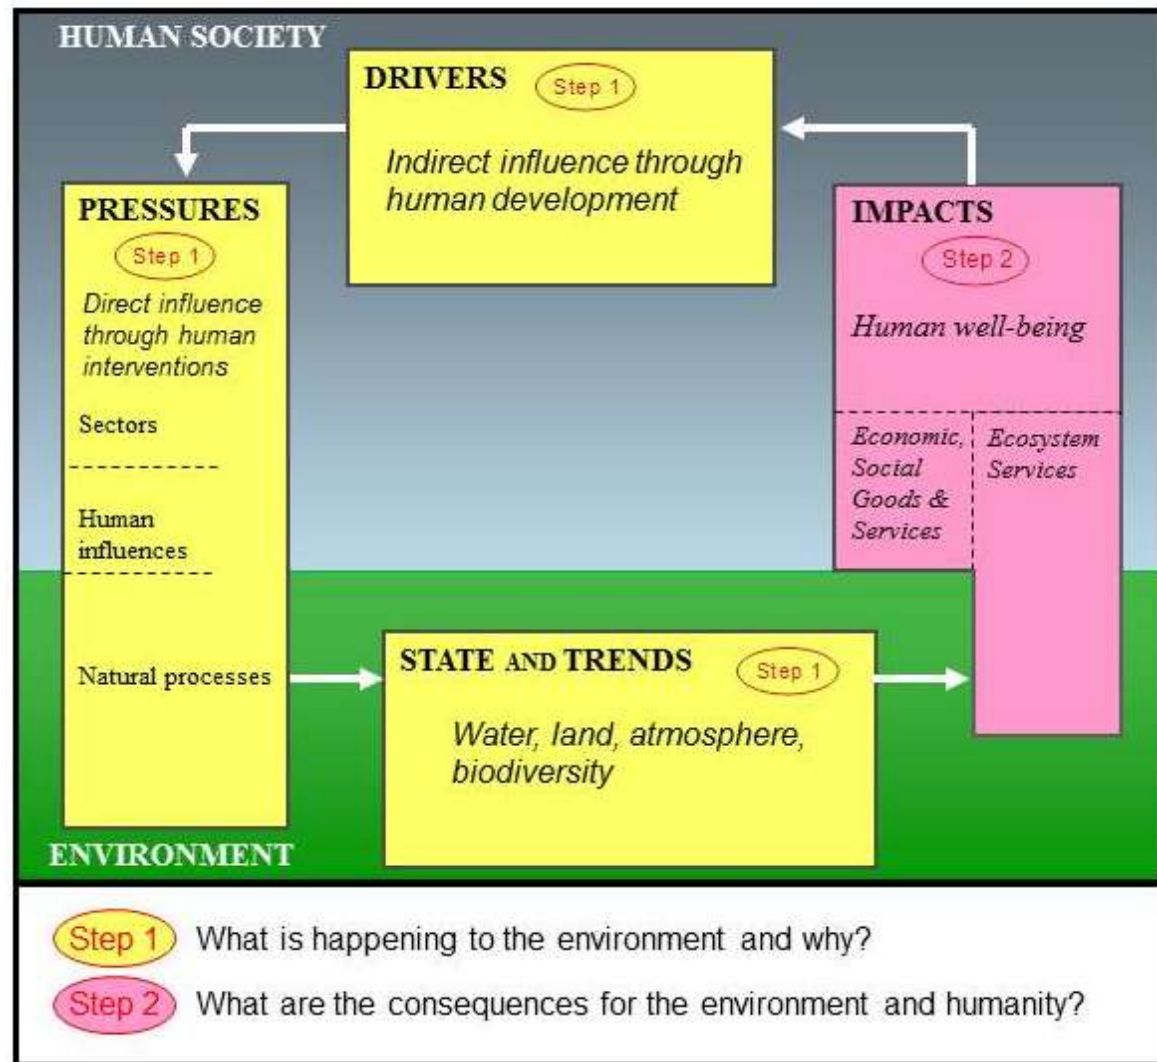 HUMAN SOCIETY
DRIVERS
Step 1
Indirect influence through
human development
PRESSURES
Step 1
Direct influence
through human
interventions
Sectors
Human
influences
Natural processes
IMPACTS
Step 2
Human well-being
Economic,
Social
Goods &
Services
Ecosystem
Services
STATE AND TRENDS
Step 1
Water, land, atmosphere,
biodiversity
ENVIRONMENT
Step 1 What is happening to the environment and why?
Step 2 What are the consequences for the environment and humanity?